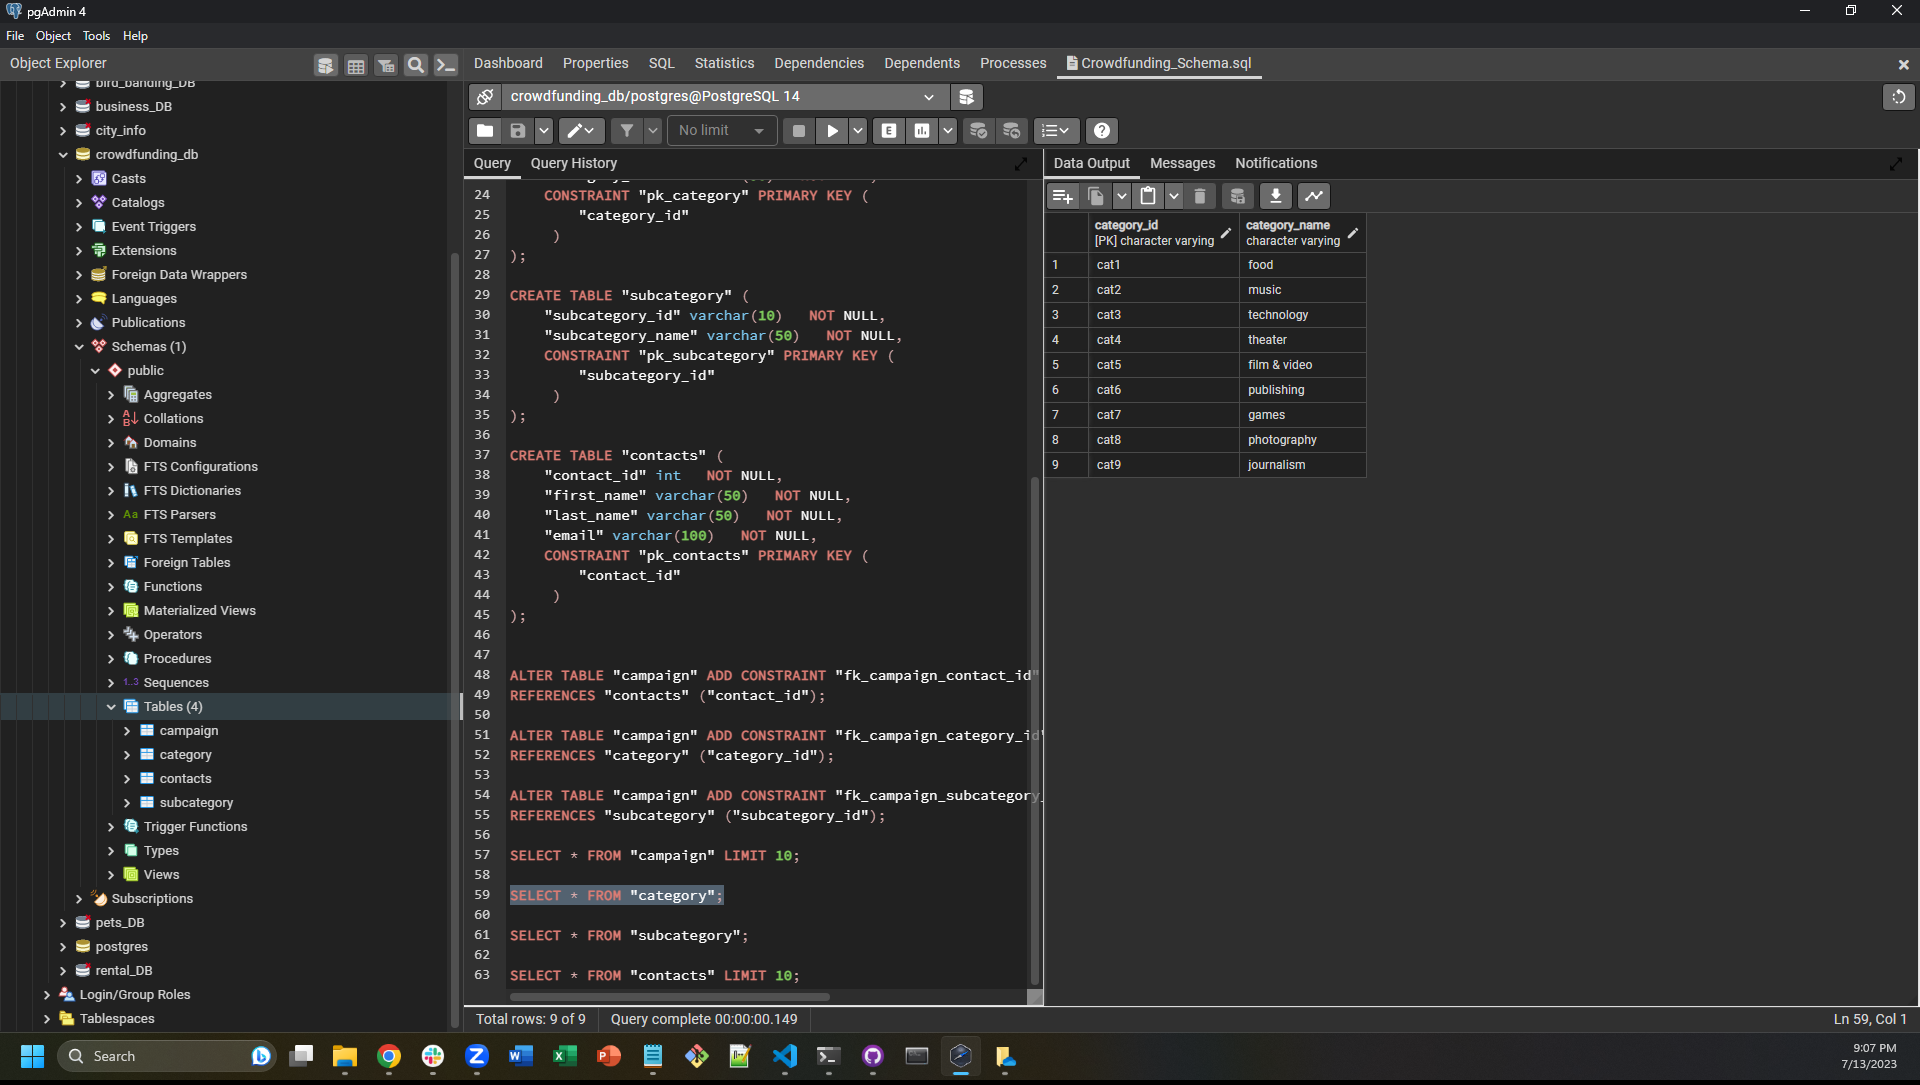 pgAdmin 4
File Object Tools Help
Object Explorer
Dashboard Properties SQL Statistics Dependencies Dependents Processes Crowdfunding_Schema.sql
bird_banding_DB
business_DB
city_info
crowdfunding_db
Casts
Catalogs
Event Triggers
Extensions
Foreign Data Wrappers
Languages
Publications
Schemas (1)
public
Aggregates
Collations
Domains
FTS Configurations
FTS Dictionaries
Aa FTS Parsers
FTS Templates
Foreign Tables
Functions
Materialized Views
Operators
Procedures
1..3 Sequences
Tables (4)
campaign
category
contacts
subcategory
Trigger Functions
Types
Views
Subscriptions
pets_DB
postgres
rental_DB
Login/Group Roles
Tablespaces
crowdfunding_db/postgres@PostgreSQL 14
No limit
E
Query Query History
24 CONSTRAINT "pk_category" PRIMARY KEY (
25 "category_id"
26 )
27 );
28
29 CREATE TABLE "subcategory" (
30 "subcategory_id" varchar(10) NOT NULL,
31 "subcategory_name" varchar(50) NOT NULL,
32 CONSTRAINT "pk_subcategory" PRIMARY KEY (
33 "subcategory_id"
34 )
35 );
36
37 CREATE TABLE "contacts" (
38 "contact_id" int NOT NULL,
39 "first_name" varchar(50) NOT NULL,
40 "last_name" varchar(50) NOT NULL,
41 "email" varchar(100) NOT NULL,
42 CONSTRAINT "pk_contacts" PRIMARY KEY (
43 "contact_id"
44 )
45 );
46
47
48 ALTER TABLE "campaign" ADD CONSTRAINT "fk_campaign_contact_id"
49 REFERENCES "contacts" ("contact_id");
50
51 ALTER TABLE "campaign" ADD CONSTRAINT "fk_campaign_category_id"
52 REFERENCES "category" ("category_id");
53
54 ALTER TABLE "campaign" ADD CONSTRAINT "fk_campaign_subcategory_
55 REFERENCES "subcategory" ("subcategory_id");
56
57 SELECT * FROM "campaign" LIMIT 10;
58
59 SELECT * FROM "category";
60
61 SELECT * FROM "subcategory";
62
63 SELECT * FROM "contacts" LIMIT 10;
Data Output Messages Notifications
category_id category_name
[PK] character varying character varying
1 cat1 food
2 cat2 music
3 cat3 technology
4 cat4 theater
5 cat5 film & video
6 cat6 publishing
7 cat7 games
8 cat8 photography
9 cat9 journalism
Total rows: 9 of 9 Query complete 00:00:00.149 Ln 59, Col 1
Search
9:07 PM
7/13/2023